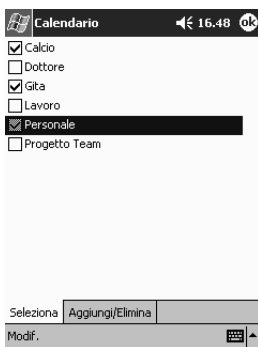 Calendario 16.48 ok
Calcio
Dottore
Gita
Lavoro
Personale
Progetto Team
Seleziona Aggiungi/Elimina
Modif.